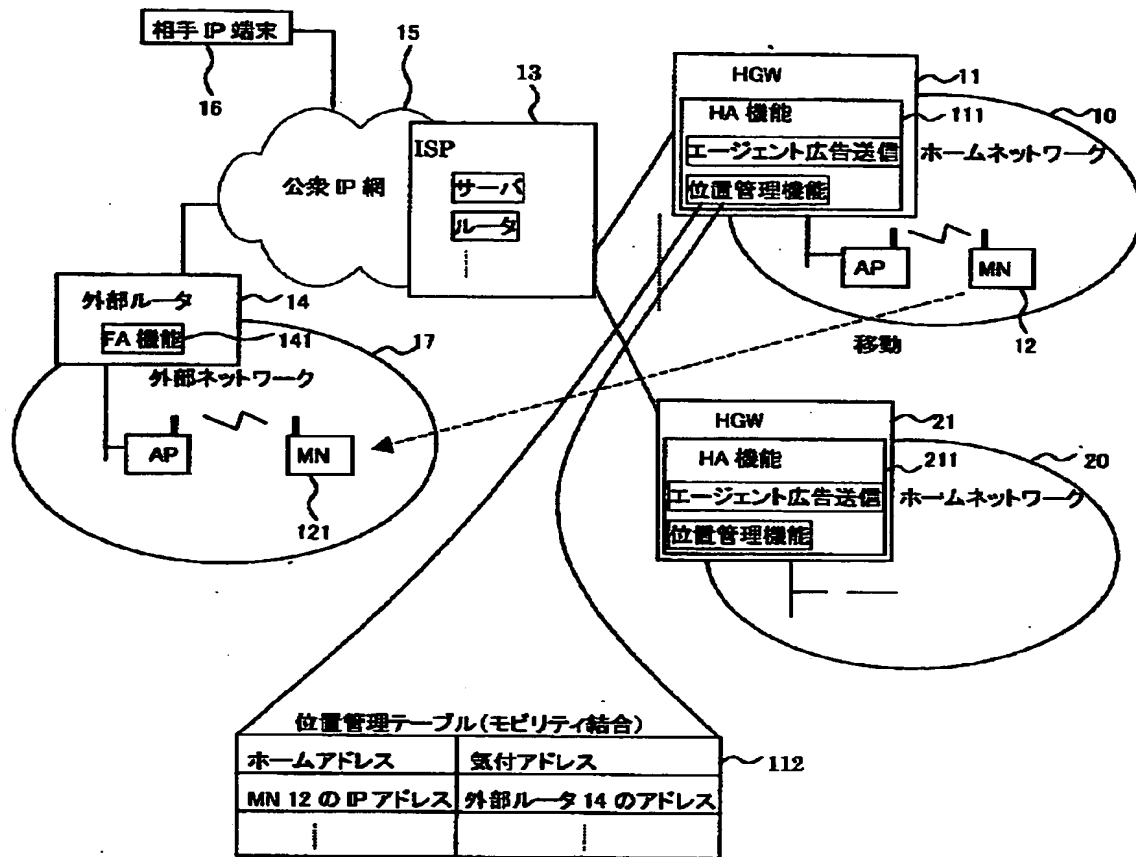 相手 IP 端末
16
15
13
ISP
サーバ
ルータ
公衆 IP 網
HGW
11
HA 機能
111
エージェント広告送信
位置管理機能
10
ホームネットワーク
AP
MN
12
移動
外部ルータ
14
FA 機能
141
17
外部ネットワーク
AP
MN
121
HGW
21
HA 機能
211
エージェント広告送信
位置管理機能
20
ホームネットワーク
位置管理テーブル(モビリティ結合)
ホームアドレス 気付アドレス
112
MN 12 の IP アドレス 外部ルータ 14 のアドレス